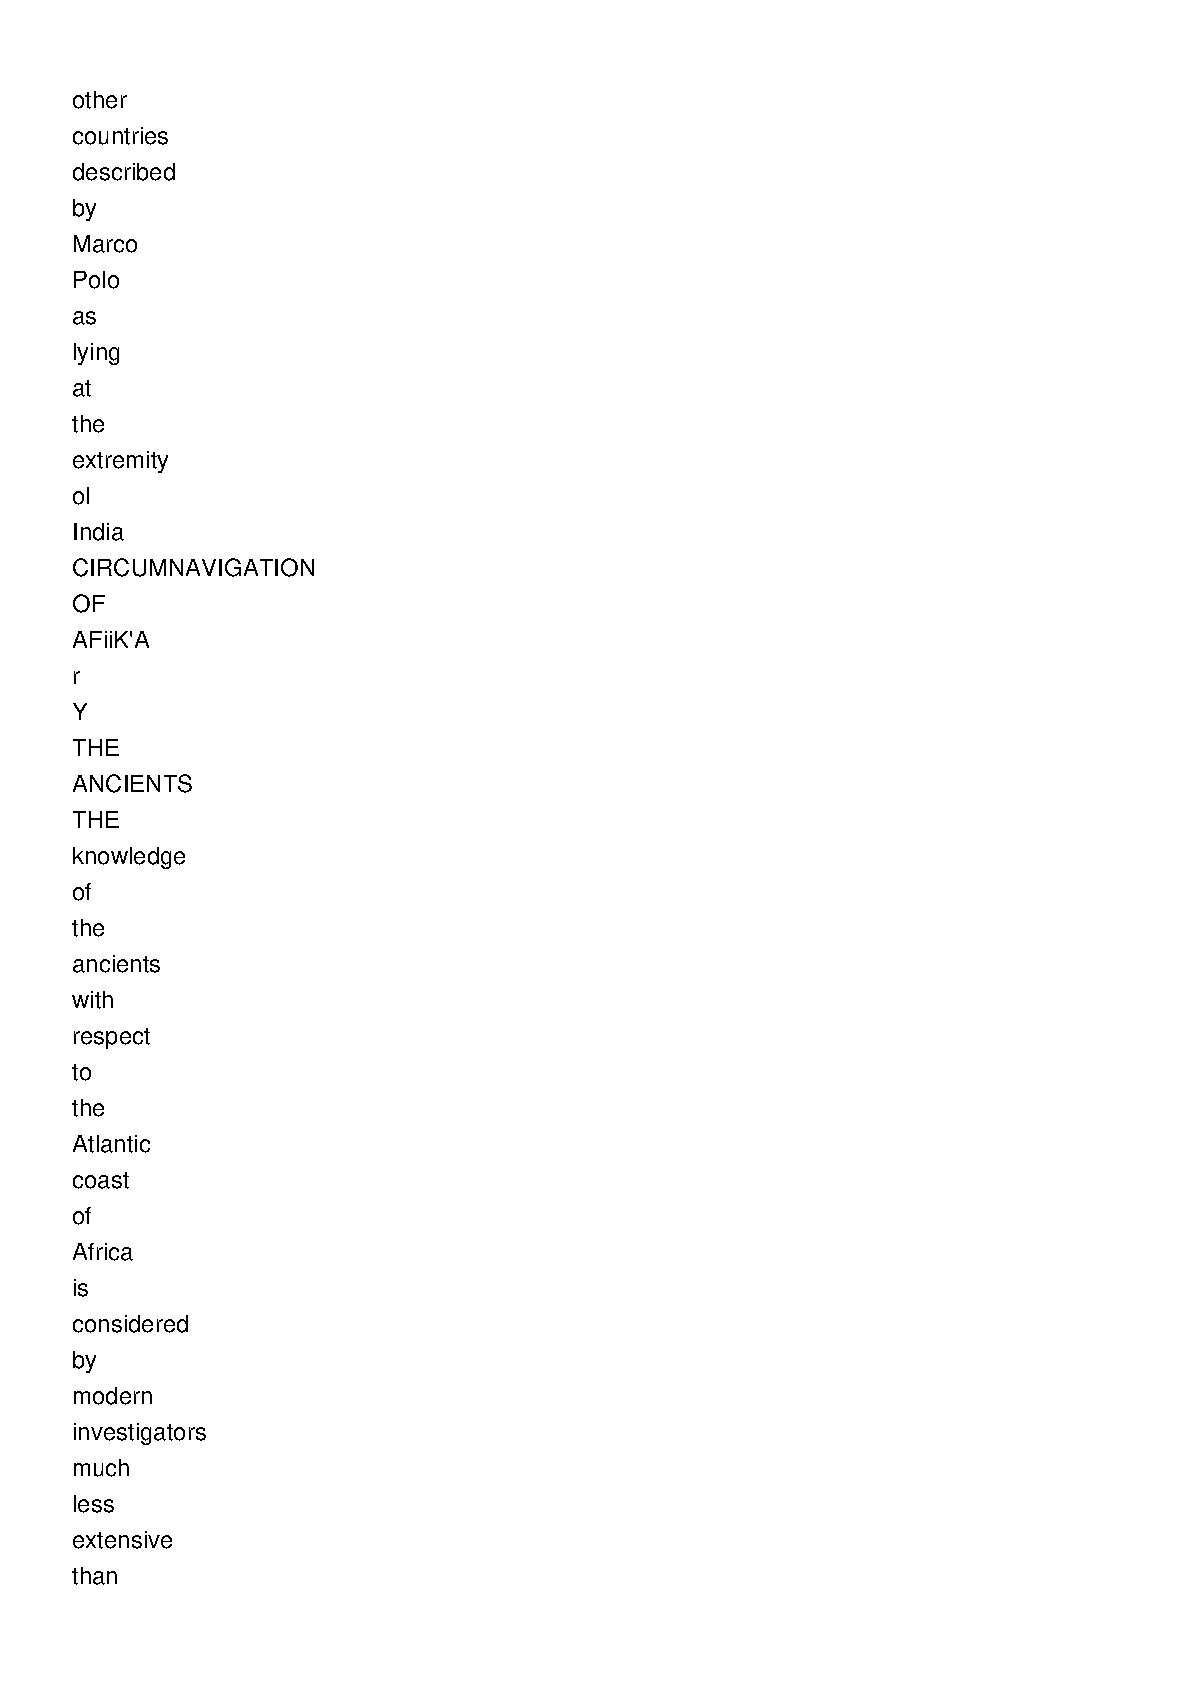 other
countries
described
by
Marco
Polo
as
lying
at
the
extremity
ol
India
CIRCUMNAVIGATION
OF
AFiiK'A
r
Y
THE
ANCIENTS
THE
knowledge
of
the
ancients
with
respect
to
the
Atlantic
coast
of
Africa
is
considered
by
modern
investigators
much
less
extensive
than